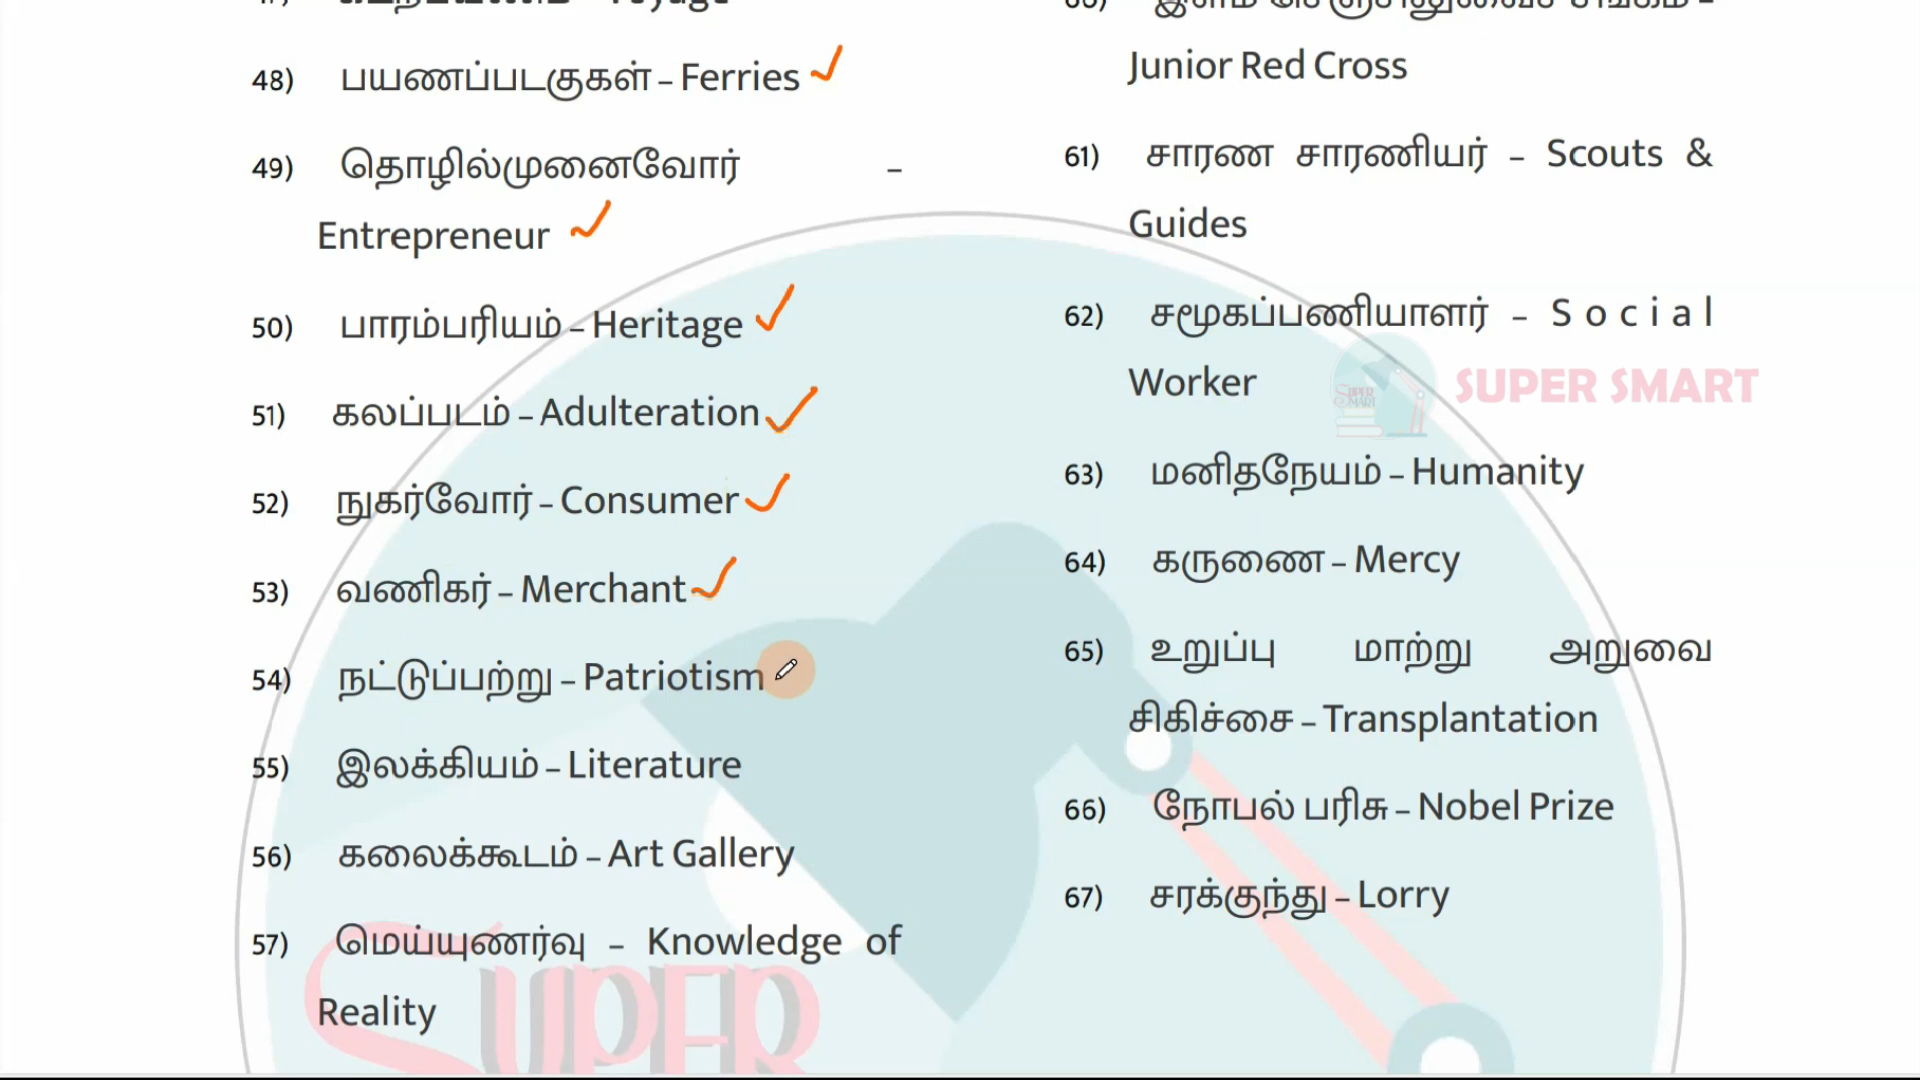 48) பயணப்படகுகள் – Ferries
49) தொழில்முனைவோர் –
Entrepreneur
50) பாரம்பரியம் – Heritage
51) கலப்படம் – Adulteration
52) நுகர்வோர் – Consumer
53) வணிகர் – Merchant
54) நட்டுப்பற்று – Patriotism
55) இலக்கியம் – Literature
56) கலைக்கூடம் – Art Gallery
57) மெய்யுணர்வு – Knowledge of
Reality
Junior Red Cross
61) சாரண சாரணியர் – Scouts &
Guides
62) சமூகப்பணியாளர் – Social
Worker
63) மனிதநேயம் – Humanity
64) கருணை – Mercy
65) உறுப்பு மாற்று அறுவை
சிகிச்சை – Transplantation
66) நோபல் பரிசு – Nobel Prize
67) சரக்குந்து – Lorry
SUPER SMART
SUPER SMART
SUPER